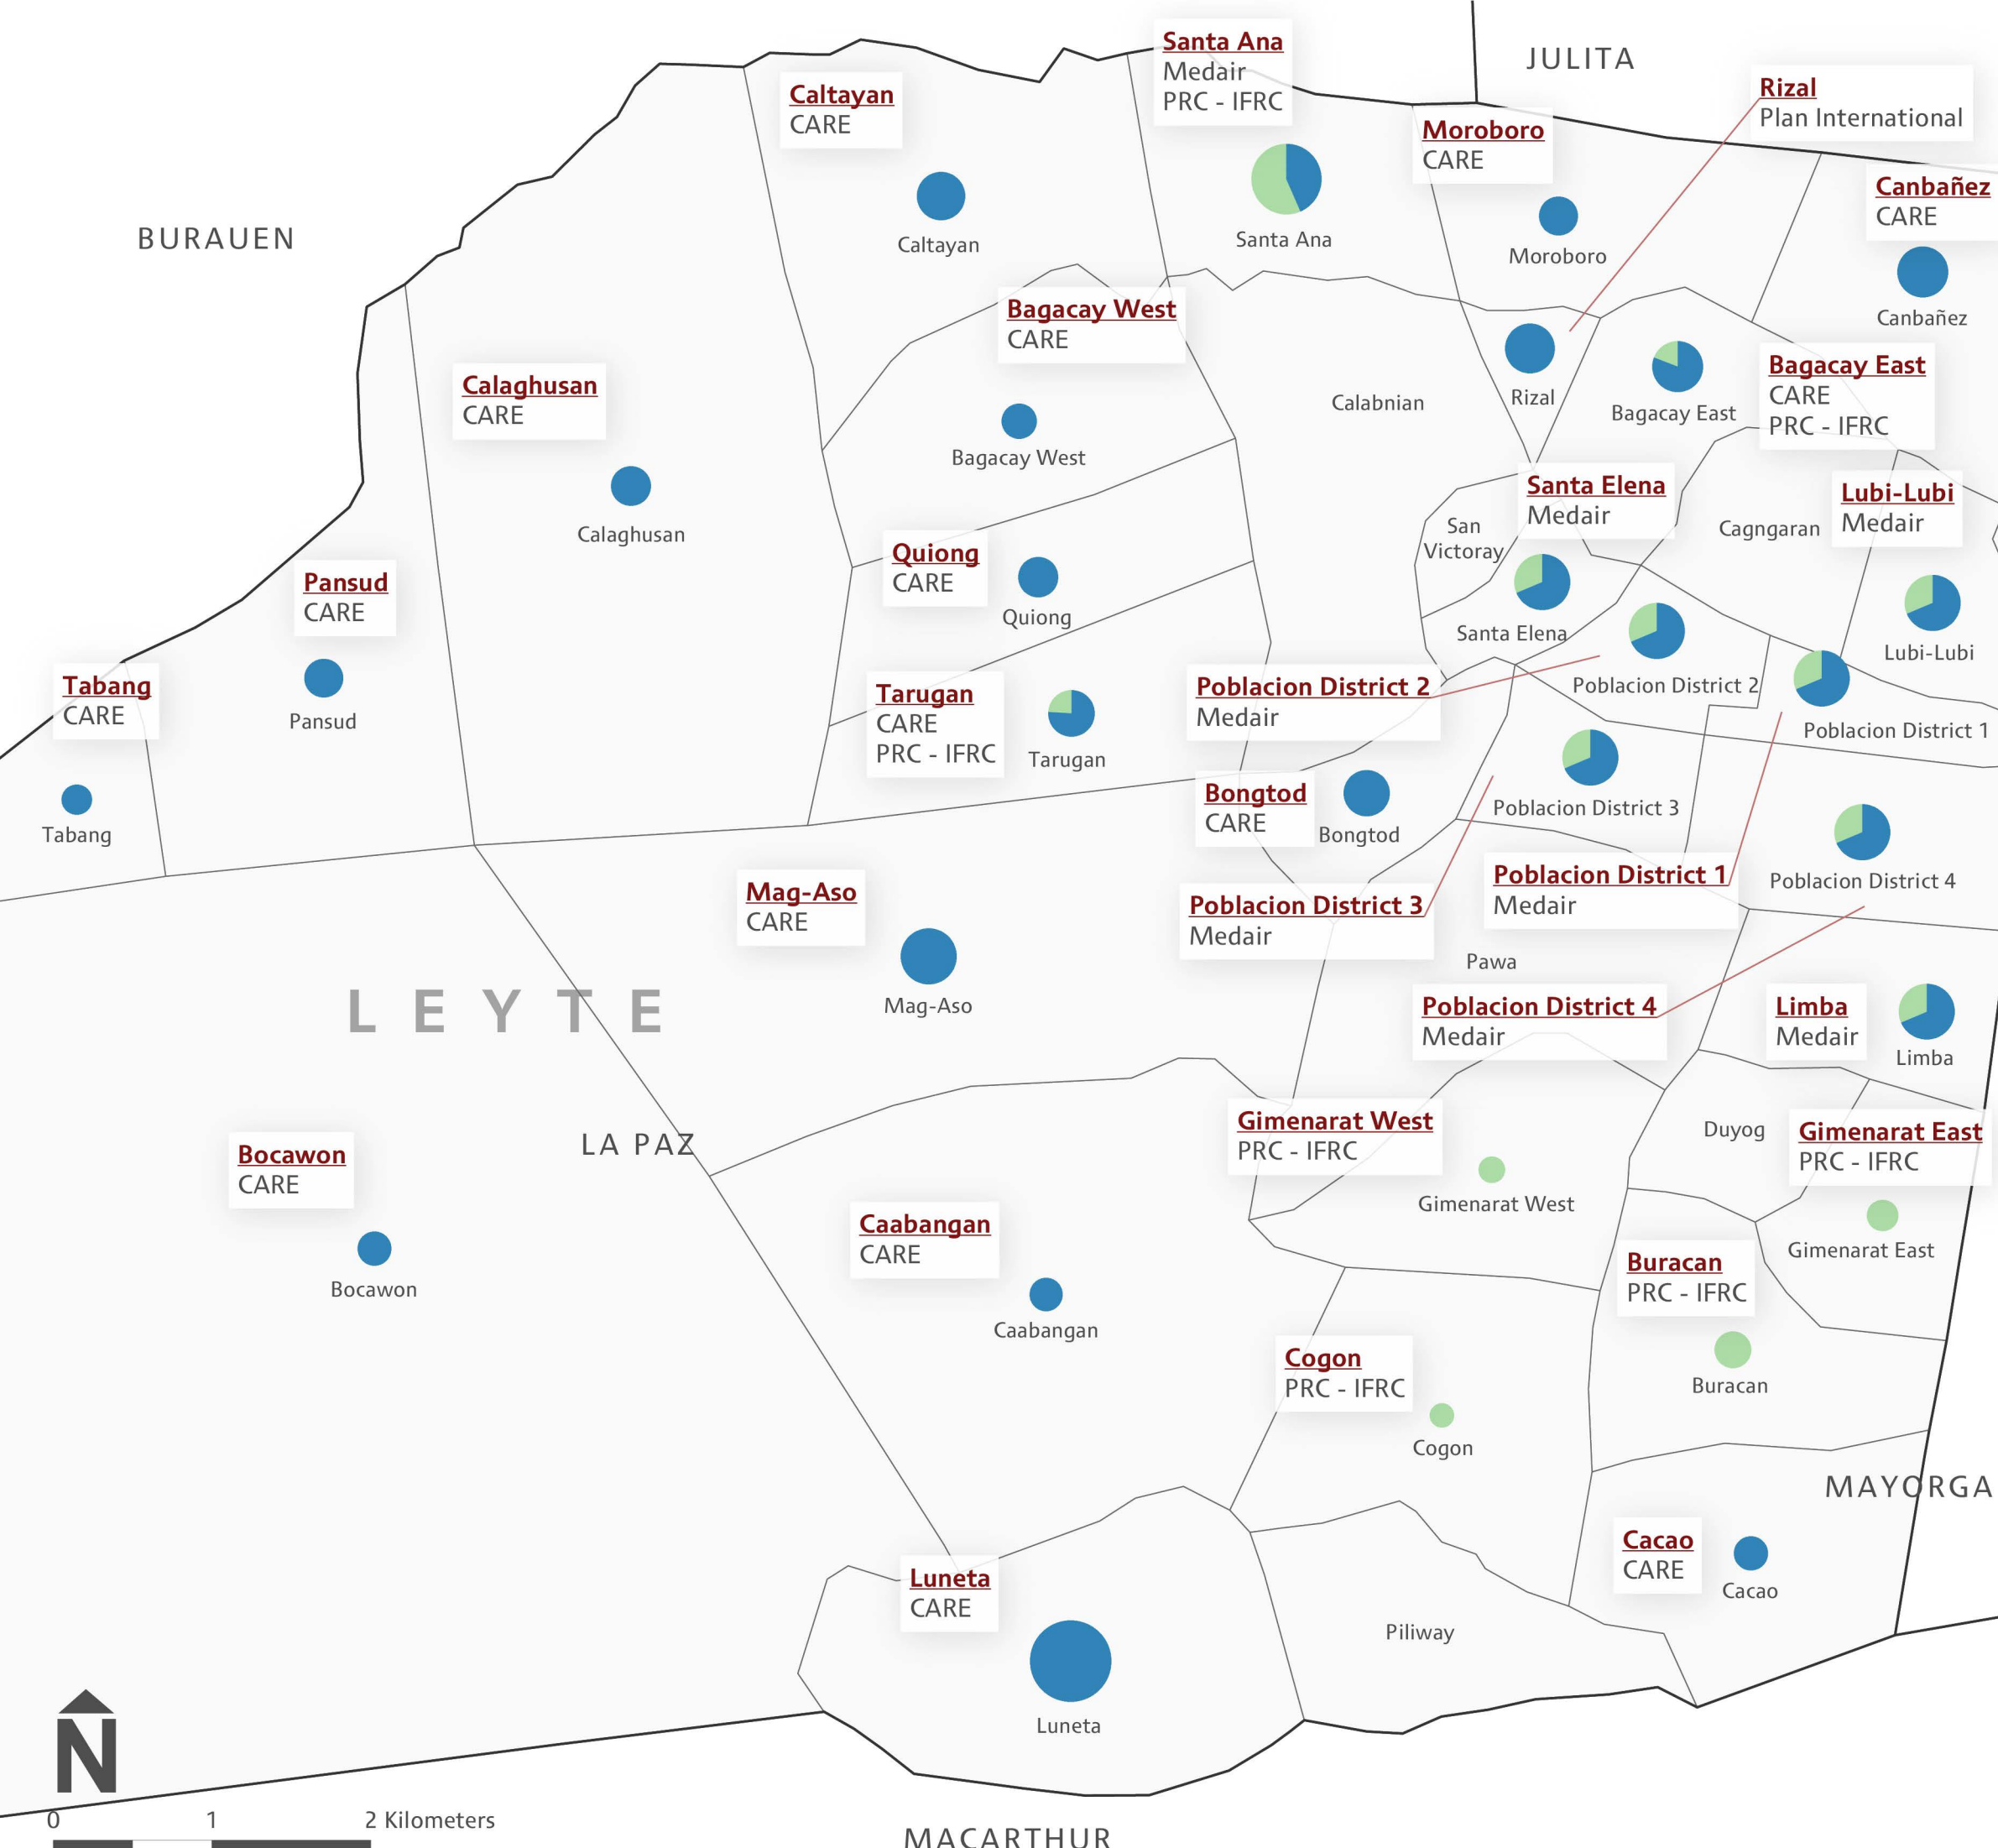 Santa Ana
Medair
PRC - IFRC
JULITA
Rizal
Plan International
Caltayan
CARE
Moroboro
CARE
Canbañez
CARE
BURAUEN
Caltayan
Santa Ana
Moroboro
Canbañez
Bagacay West
CARE
Bagacay East
CARE
PRC - IFRC
Calaghusan
CARE
Calabnian
Rizal
Bagacay East
Bagacay West
Santa Elena
Medair
Lubi-Lubi
Medair
San
Victoray
Cagngaran
Calaghusan
Quiong
CARE
Quiong
Pansud
CARE
Santa Elena
Lubi-Lubi
Tabang
CARE
Pansud
Tarugan
CARE
PRC - IFRC
Tarugan
Poblacion District 2
Medair
Poblacion District 2
Poblacion District 1
Bongtod
CARE
Bongtod
Poblacion District 3
Tabang
Mag-Aso
CARE
Poblacion District 3
Medair
Poblacion District 1
Medair
Poblacion District 4
Pawa
LEYTE
Mag-Aso
Poblacion District 4
Medair
Limba
Medair
Limba
LA PAZ
Bocawon
CARE
Gimenarat West
PRC - IFRC
Duyog
Gimenarat East
PRC - IFRC
Gimenarat West
Caabangan
CARE
Gimenarat East
Bocawon
Buracan
PRC - IFRC
Caabangan
Cogon
PRC - IFRC
Buracan
Cogon
MAYORGA
Cacao
CARE
Cacao
Luneta
CARE
Piliway
Luneta
N
0 1 2 Kilometers
MACARTHUR